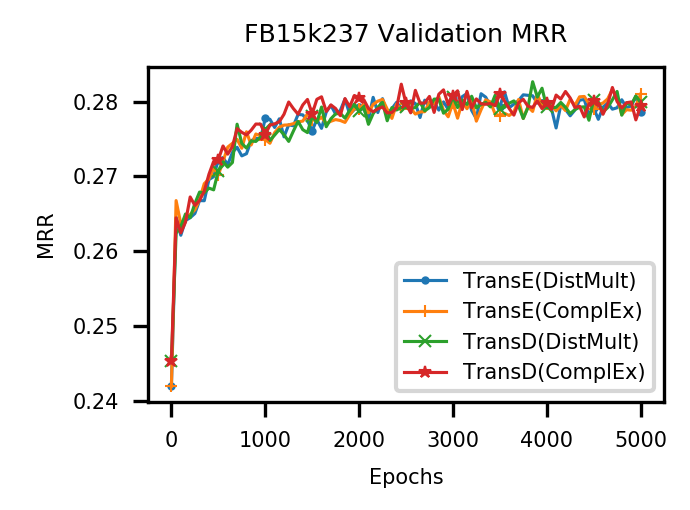 FB15k237 Validation MRR
MRR
0.28
0.27
0.26
0.25
0.24
0 1000 2000 3000 4000 5000
Epochs
TransE(DistMult)
TransE(ComplEx)
TransD(DistMult)
TransD(ComplEx)